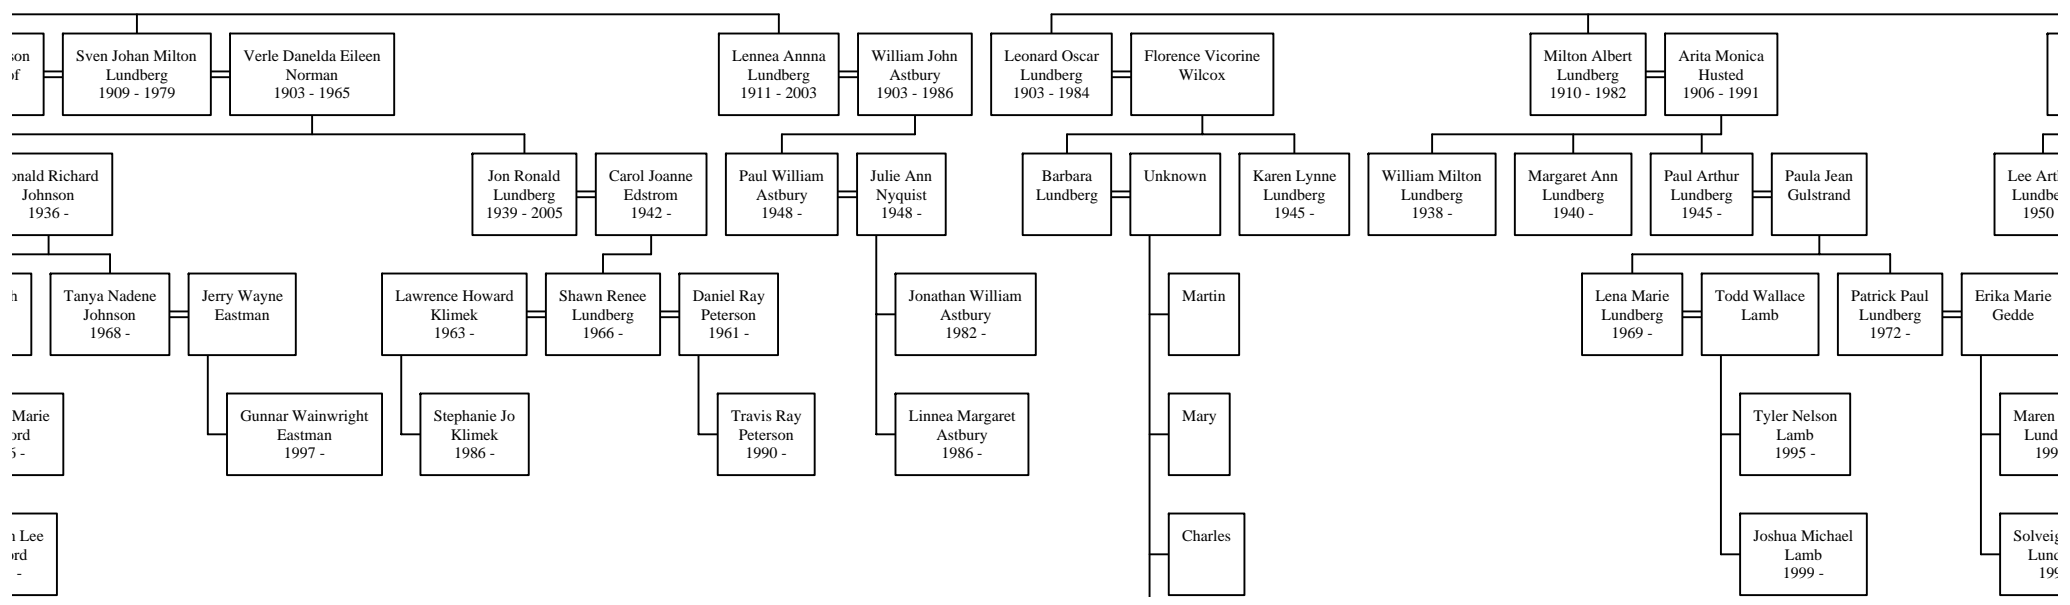 Sven Johan Milton
Lundberg
1909 - 1979
Verle Danelda Eileen
Norman
1903 - 1965
Lennea Annna
Lundberg
1911 - 2003
William John
Astbury
1903 - 1986
Leonard Oscar
Lundberg
1903 - 1984
Florence Vicorine
Wilcox
Milton Albert
Lundberg
1910 - 1982
Arita Monica
Husted
1906 - 1991
Richard
Johnson
1936 -
Jon Ronald
Lundberg
1939 - 2005
Carol Joanne
Edstrom
1942 -
Paul William
Astbury
1948 -
Julie Ann
Nyquist
1948 -
Barbara
Lundberg
Unknown
Karen Lynne
Lundberg
1945 -
William Milton
Lundberg
1938 -
Margaret Ann
Lundberg
1940 -
Paul Arthur
Lundberg
1945 -
Paula Jean
Gulstrand
Lee
1950
Tanya Nadene
Johnson
1968 -
Jerry Wayne
Eastman
Lawrence Howard
Klimek
1963 -
Shawn Renee
Lundberg
1966 -
Daniel Ray
Peterson
1961 -
Jonathan William
Astbury
1982 -
Martin
Lena Marie
Lundberg
1969 -
Todd Wallace
Lamb
Patrick Paul
Lundberg
1972 -
Erika Marie
Gedde
Marie
Gunnar Wainwright
Eastman
1997 -
Stephanie Jo
Klimek
1986 -
Travis Ray
Peterson
1990 -
Linnea Margaret
Astbury
1986 -
Mary
Tyler Nelson
Lamb
1995 -
Maren
Lee
Charles
Joshua Michael
Lamb
1999 -